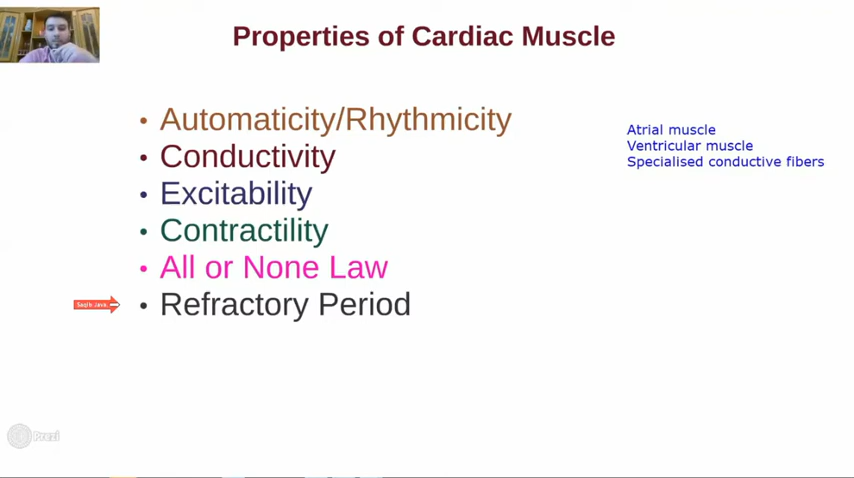 Properties of Cardiac Muscle
• Automaticity/Rhythmicity
• Conductivity
• Excitability
• Contractility
• All or None Law
• Refractory Period
Atrial muscle
Ventricular muscle
Specialised conductive fibers
Prezi